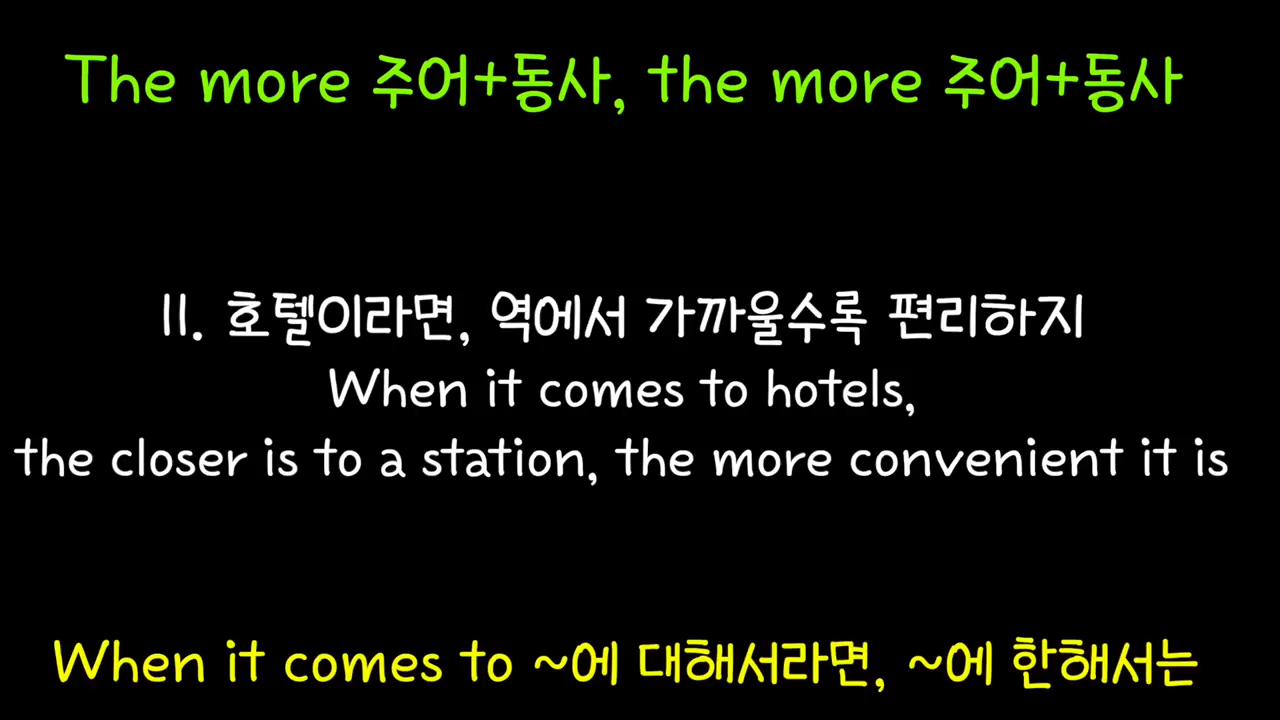 The more 주어+동사, the more 주어+동사
11. 호텔이라면, 역에서 가까울수록 편리하지
When it comes to hotels,
the closer is to a station, the more convenient it is
When it comes to ~에 대해서라면, ~에 한해서는